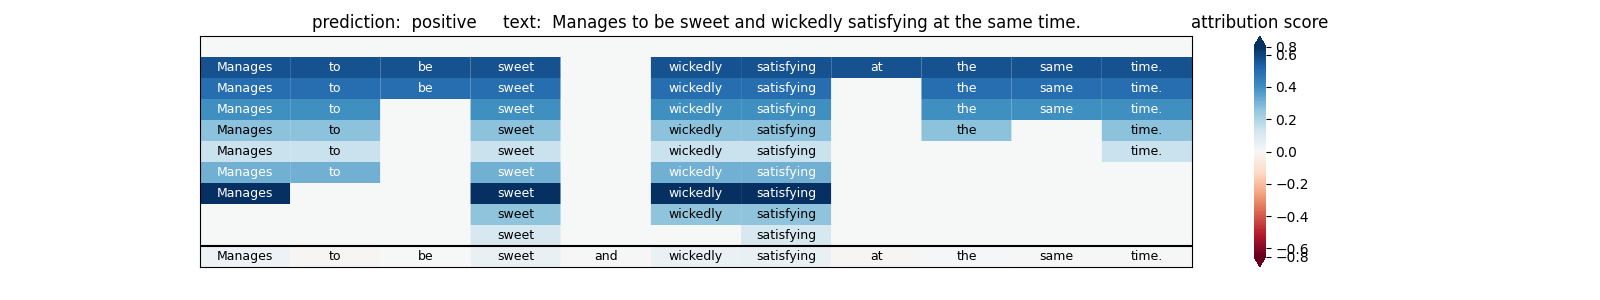 prediction:  positive     text:  Manages to be sweet and wickedly satisfying at the same time.
attribution score
Manages to be sweet wickedly satisfying at the same time.
Manages to be sweet wickedly satisfying the same time.
Manages to sweet wickedly satisfying the same time.
Manages to sweet wickedly satisfying the time.
Manages to sweet wickedly satisfying time.
Manages to sweet wickedly satisfying
Manages sweet wickedly satisfying
sweet wickedly satisfying
sweet satisfying
Manages to be sweet and wickedly satisfying at the same time.
0.8
0.6
0.4
0.2
0.0
−0.2
−0.4
−0.6
−0.8